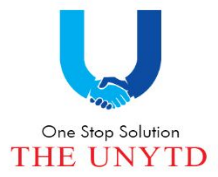 One Stop Solution
THE UNYTD